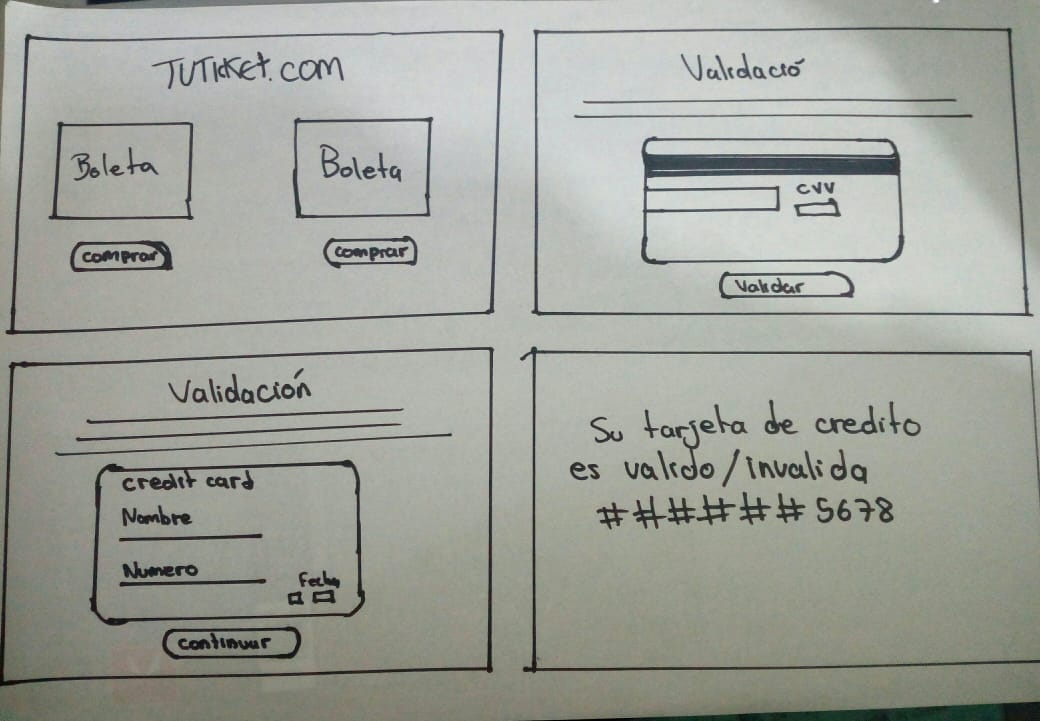 TUTICKET.COM
Boleta
Boleta
comprar
comprar
Validació
CVV
Validar
Validación
credit card
Nombre
Numero
Fecha
continuar
Su tarjeta de credito
es valido/invalida
######5678